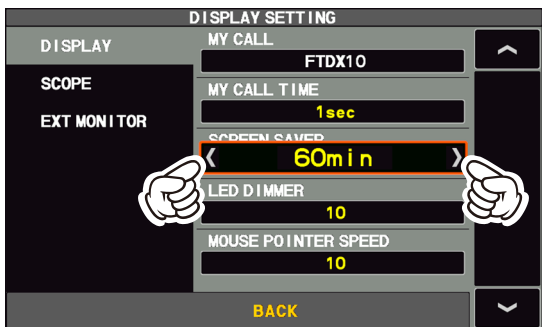 DISPLAY SETTING
DISPLAY
SCOPE
EXT MONITOR
MY CALL
FTDX10
MY CALL TIME
1sec
SCREEN SAVER
60min
LED DIMMER
10
MOUSE POINTER SPEED
10
BACK